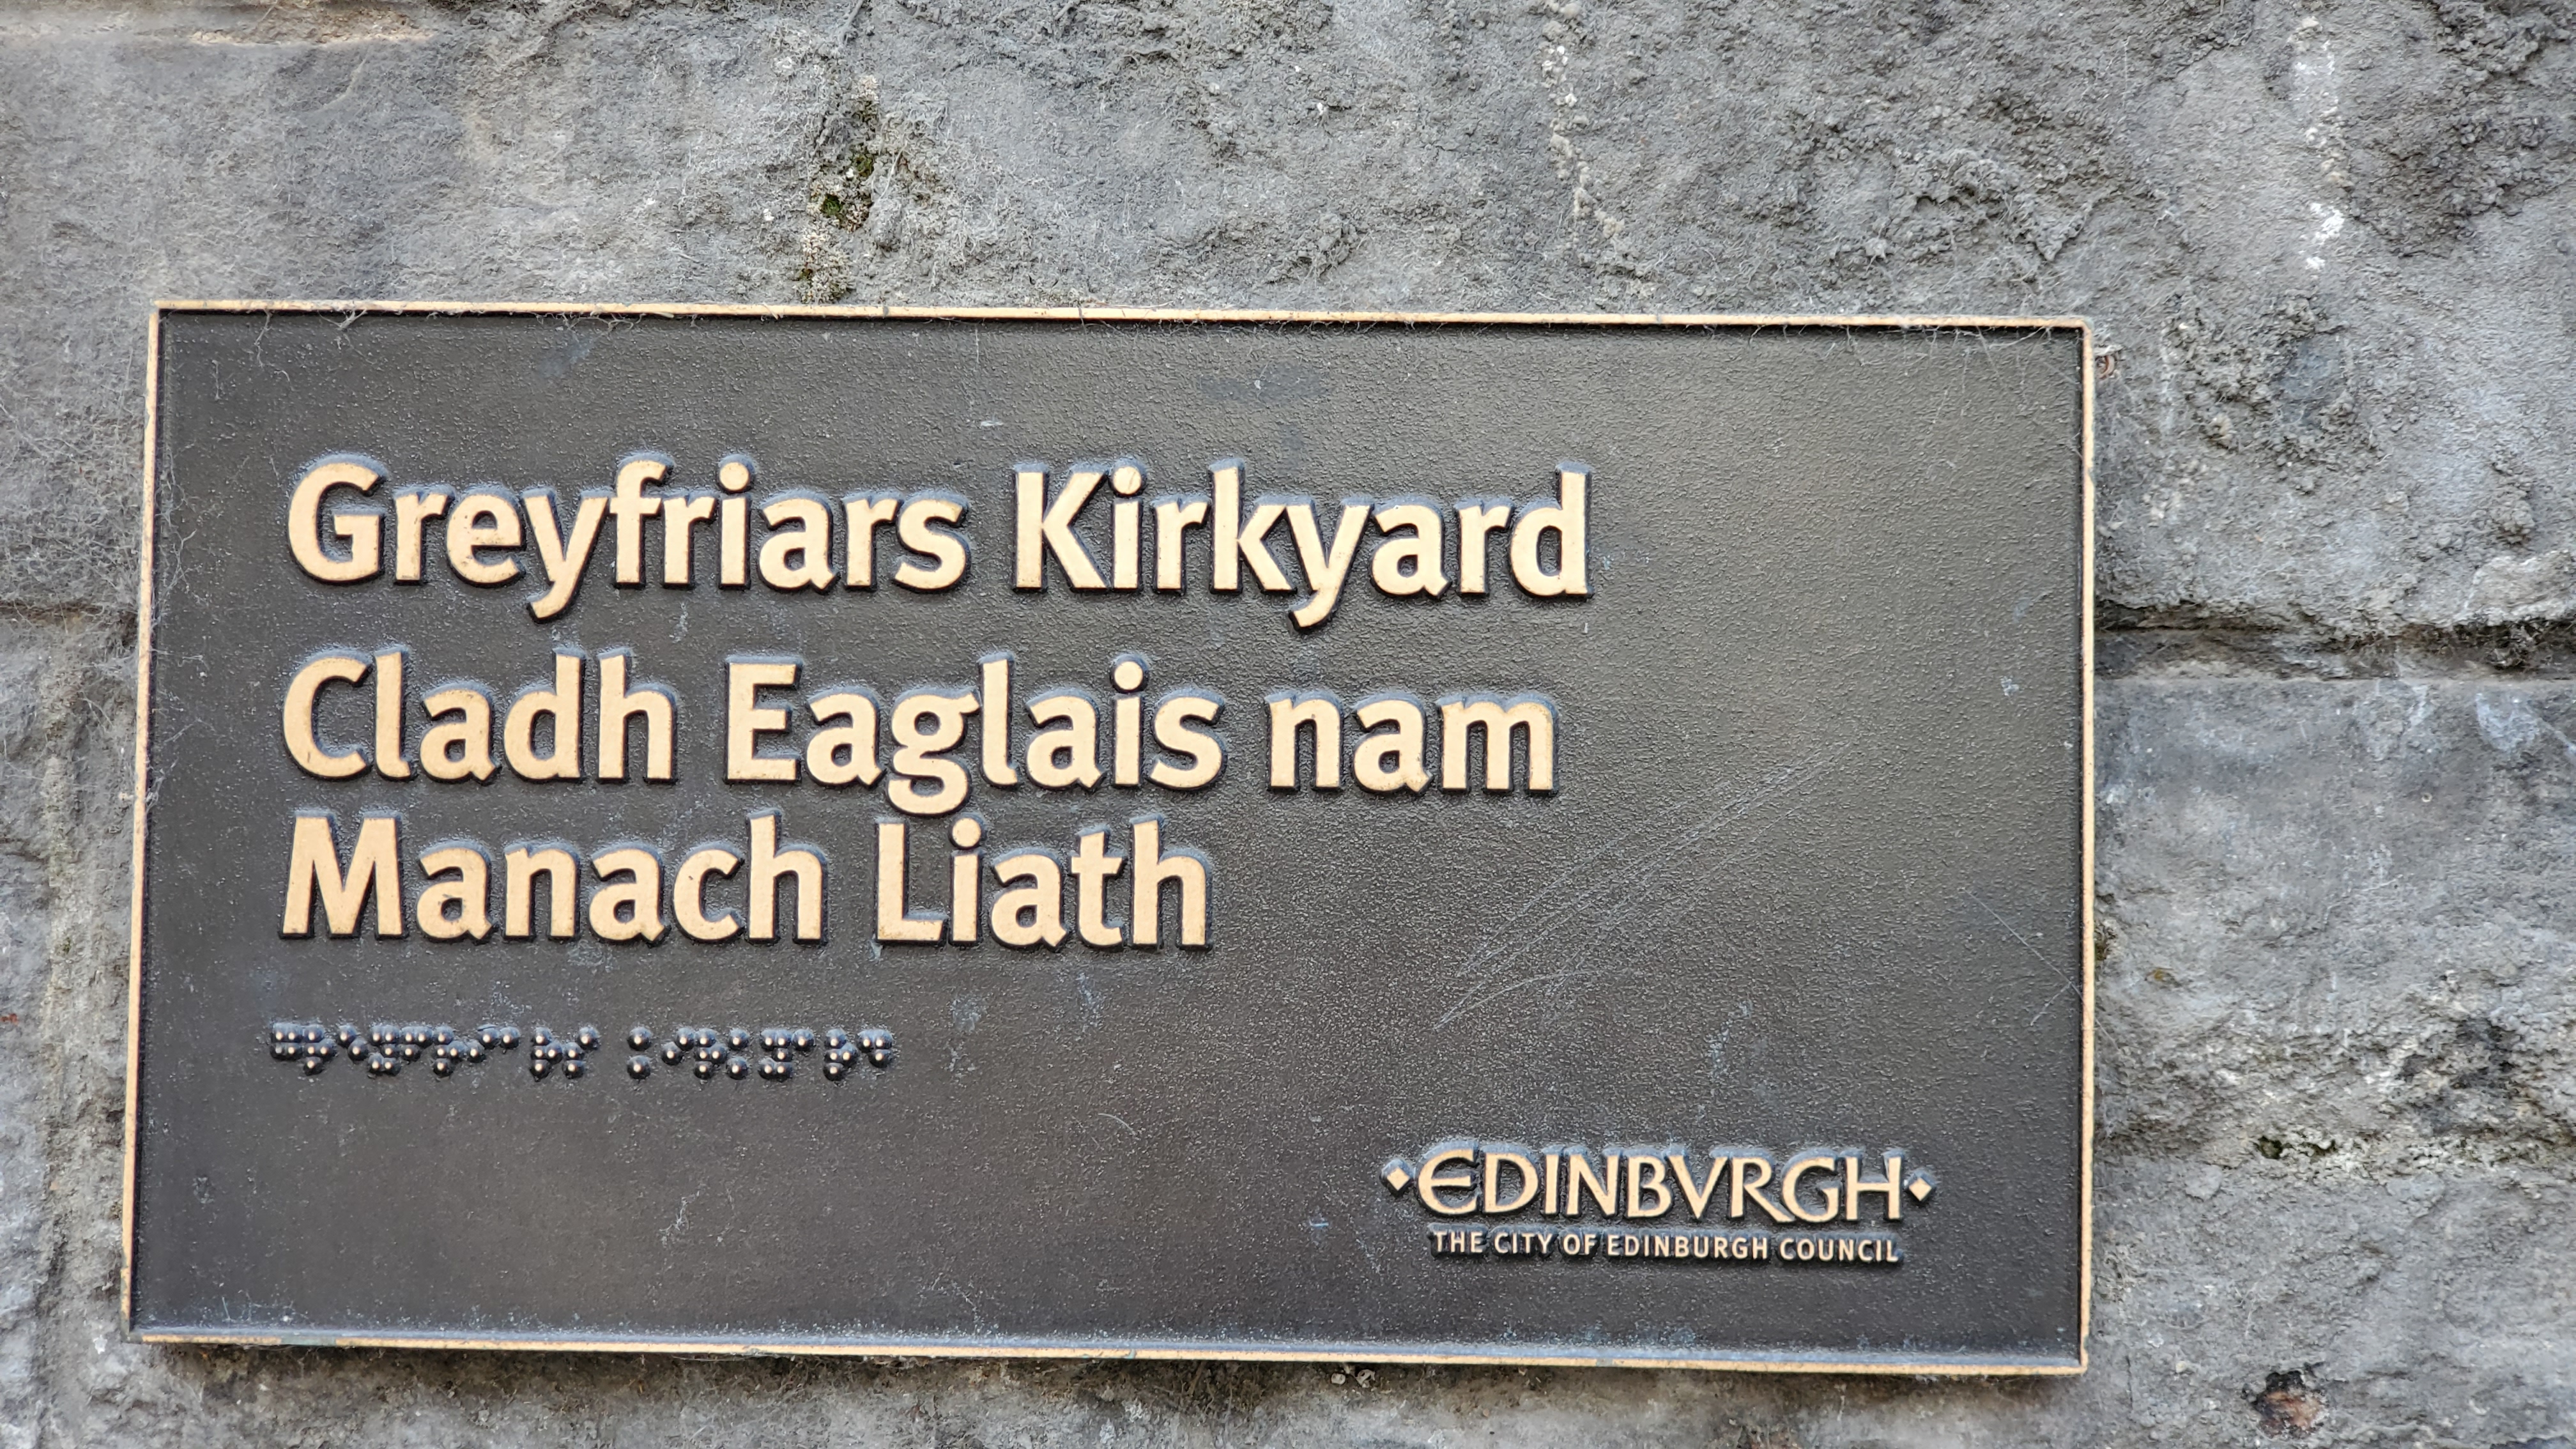 Greyfriars Kirkyard
Cladh Eaglais nam
Manach Liath
EDINBVRGH
THE CITY OF EDINBURGH COUNCIL